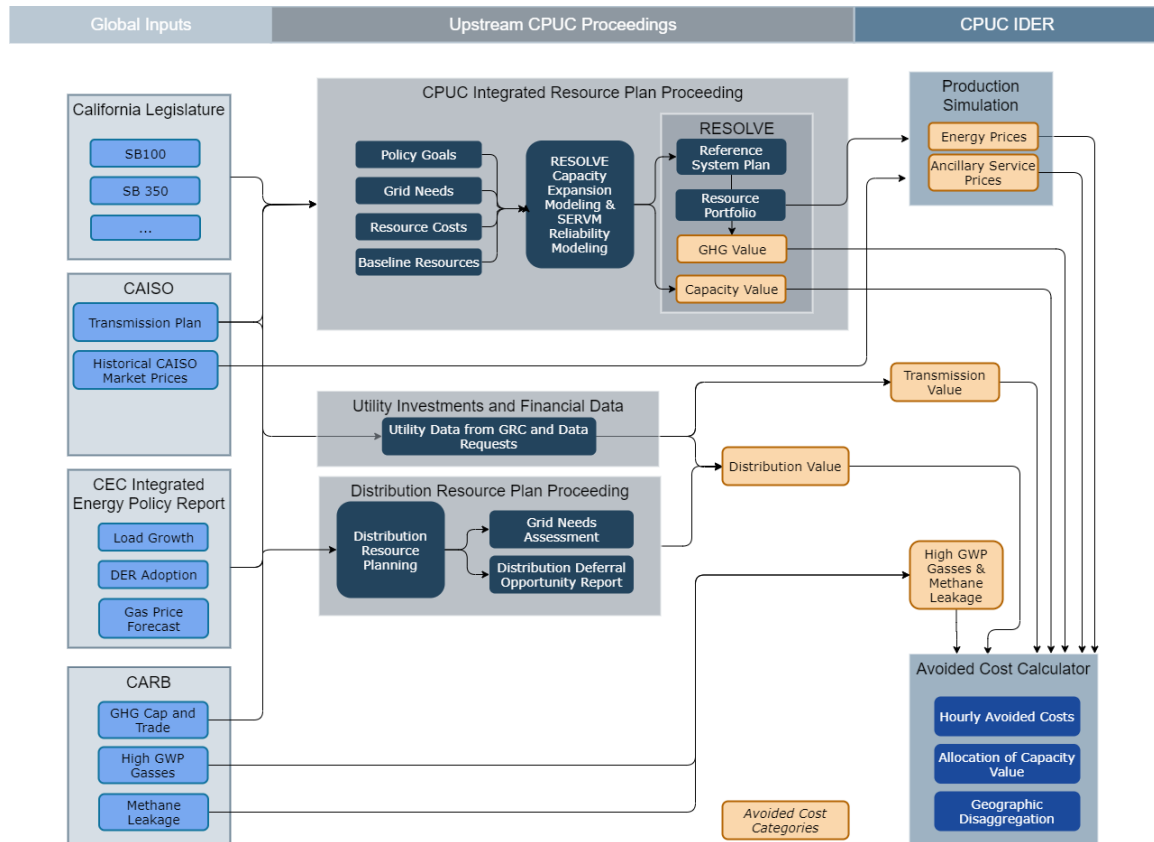 Global Inputs
Upstream CPUC Proceedings
CPUC IDER
California Legislature
SB100
SB 350
...
CAISO
Transmission Plan
Historical CAISO
Market Prices
CEC Integrated
Energy Policy Report
Load Growth
DER Adoption
Gas Price
Forecast
CARB
GHG Cap and
Trade
High GWP
Gasses
Methane
Leakage
CPUC Integrated Resource Plan Proceeding
Policy Goals
Grid Needs
Resource Costs
Baseline Resources
RESOLVE
Capacity
Expansion
Modeling &
SERVM
Reliability
Modeling
RESOLVE
Reference
System Plan
Resource
Portfolio
GHG Value
Capacity Value
Utility Investments and Financial Data
Utility Data from GRC and Data
Requests
Distribution Resource Plan Proceeding
Distribution
Resource
Planning
Grid Needs
Assessment
Distribution Deferral
Opportunity Report
Production
Simulation
Energy Prices
Ancillary Service
Prices
Transmission
Value
Distribution Value
High GWP
Gasses &
Methane
Leakage
Avoided Cost Calculator
Hourly Avoided Costs
Allocation of Capacity
Value
Geographic
Disaggregation
Avoided Cost
Categories